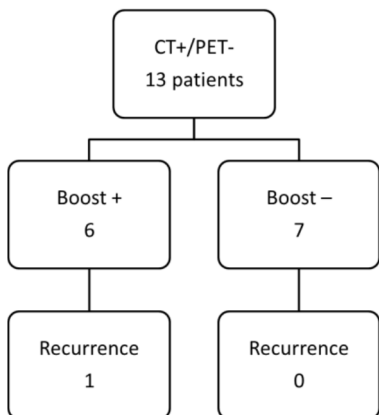 CT+/PET-
13 patients
Boost +
6
Boost –
7
Recurrence
1
Recurrence
0